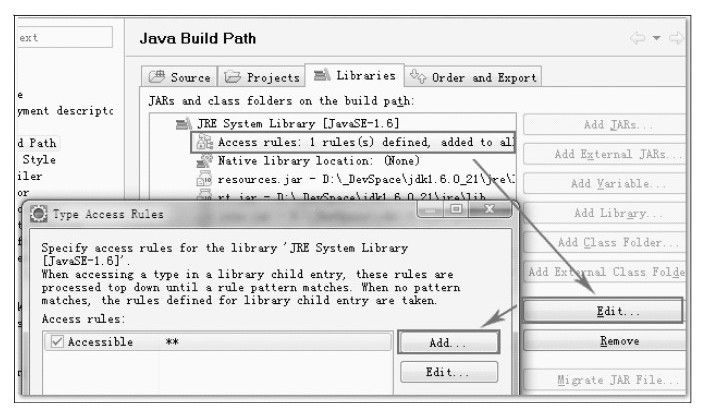 ext
Java Build Path
Source
Projects
Libraries
Order and Export
e
yment descriptc
d Path
Style
iler
or
JARs and class folders on the build path:
JRE System Library [JavaSE-1.6]
Access rules: 1 rules(s) defined, added to al
Native library location: (None)
resources.jar - D:\_DevSpace\jdk1.6.0_21\jre\l
rt.jar - D:\_DevSpace\jdk1.6.0_21\jre\lib
Add JARs...
Add External JARs...
Add Variable...
Add Library...
Add Class Folder...
Add External Class Folde
Edit...
Remove
Migrate JAR File...
Type Access Rules
Specify access rules for the library 'JRE System Library
[JavaSE-1.6]'.
When accessing a type in a library child entry, these rules are
processed top down until a rule pattern matches. When no pattern
matches, the rules defined for library child entry are taken.
Access rules:
Accessible **
Add...
Edit...